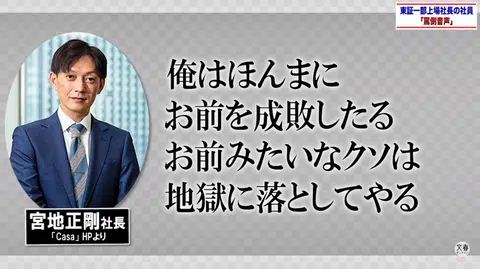 東証一部上場社長の社員
「罵倒音声」
俺はほんまに
お前を成敗したる
お前みたいなクソは
地獄に落としてやる
宮地正剛社長
「Casa」HPより
文春